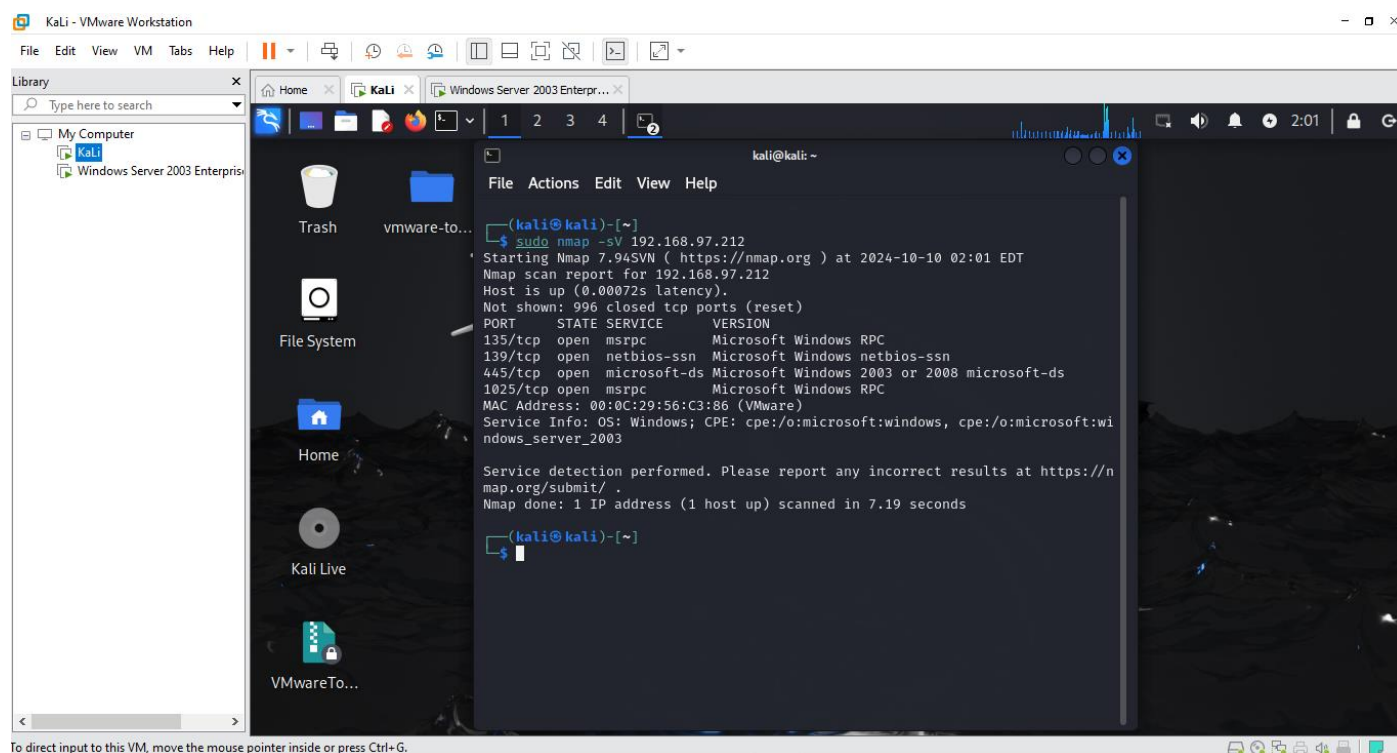 KaLi - VMware Workstation
File Edit View VM Tabs Help
Library
Type here to search
My Computer
KaLi
Windows Server 2003 Enterpris
Home
KaLi
Windows Server 2003 Enterpr...
1 2 3 4
2
2:01
Trash
vmware-to...
File System
Home
Kali Live
VMwareTo...
kali@kali: ~
File Actions Edit View Help
(kali㉿kali)-[~]
$ sudo nmap -sV 192.168.97.212
Starting Nmap 7.94SVN ( https://nmap.org ) at 2024-10-10 02:01 EDT
Nmap scan report for 192.168.97.212
Host is up (0.00072s latency).
Not shown: 996 closed tcp ports (reset)
PORT STATE SERVICE VERSION
135/tcp open msrpc Microsoft Windows RPC
139/tcp open netbios-ssn Microsoft Windows netbios-ssn
445/tcp open microsoft-ds Microsoft Windows 2003 or 2008 microsoft-ds
1025/tcp open msrpc Microsoft Windows RPC
MAC Address: 00:0C:29:56:C3:86 (VMware)
Service Info: OS: Windows; CPE: cpe:/o:microsoft:windows, cpe:/o:microsoft:wi
ndows_server_2003
Service detection performed. Please report any incorrect results at https://n
map.org/submit/ .
Nmap done: 1 IP address (1 host up) scanned in 7.19 seconds
(kali㉿kali)-[~]
$
To direct input to this VM, move the mouse pointer inside or press Ctrl+G.